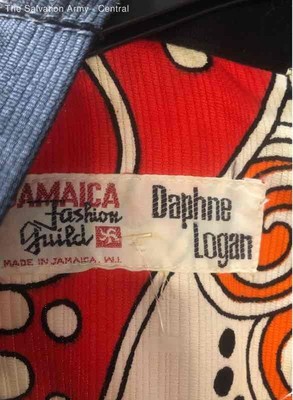 The Salvation Army - Central
JAMAICA
Fashion
Guild
MADE IN JAMAICA, W.I.
Daphne
Logan